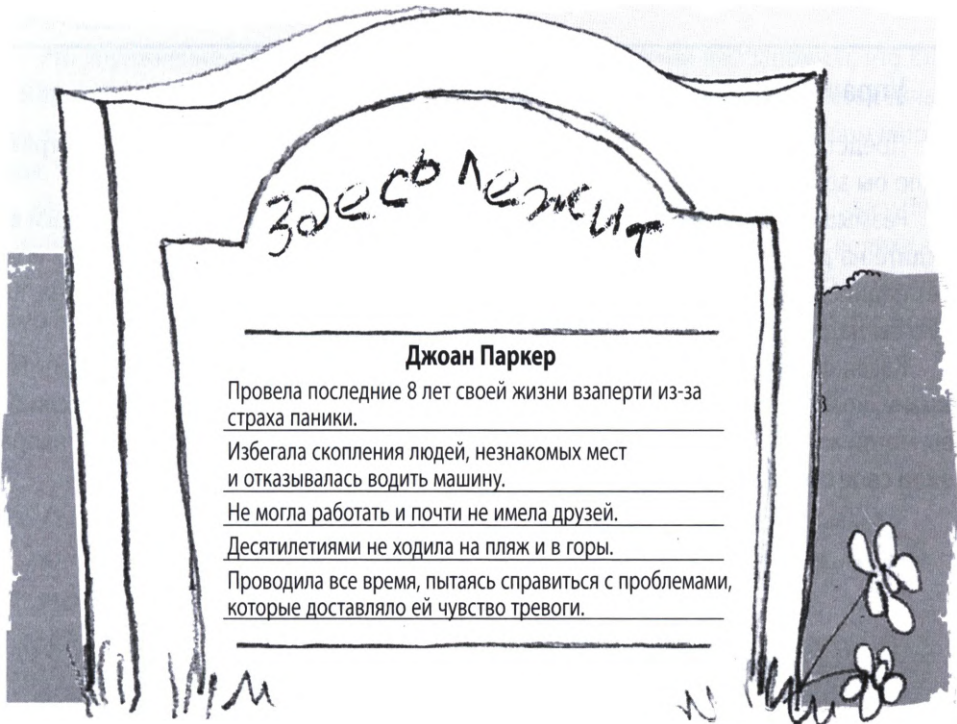 здесь лежит
Джоан Паркер
Провела последние 8 лет своей жизни взаперти из-за
страха паники.
Избегала скопления людей, незнакомых мест
и отказывалась водить машину.
Не могла работать и почти не имела друзей.
Десятилетиями не ходила на пляж и в горы.
Проводила все время, пытаясь справиться с проблемами,
которые доставляло ей чувство тревоги.